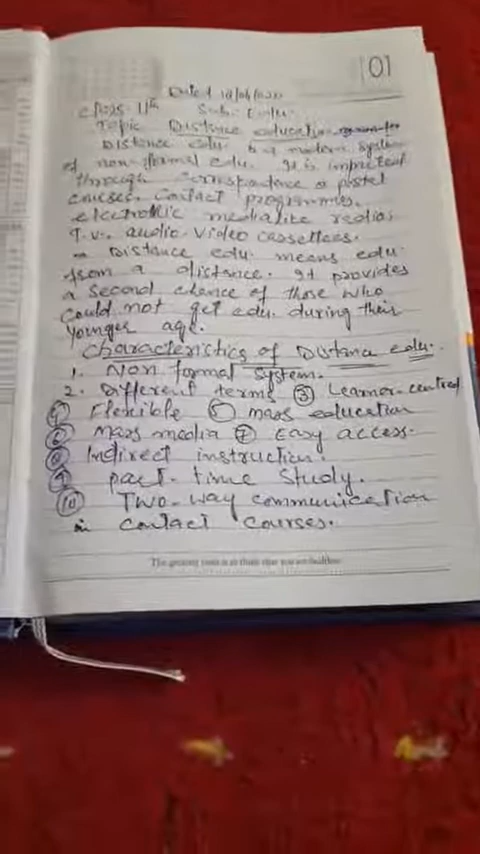 01
Dated 18/04/20
Class-11th Sub. Edu.
Topic Distance education
Distance edu. is a modern system
of non-formal edu. It is imparted
through correspondence or postal
courses. Contact programmes,
electronic media like radio,
T.V. audio-video cassettees.
Distance edu. means edu.
from a distance. It provides
a second chance of those who
could not get edu. during their
younger age.
Characteristics of Distance edu.
1. Non formal system.
2. Different terms ③ Learner-centred
④ Flexible ⑤ mass education
⑥ Mass media ⑦ Easy access.
⑧ Indirect instruction.
⑨ part-time study.
⑩ Two-way communication
in contact courses.